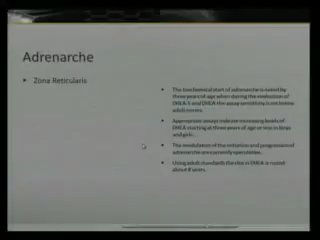 Adrenarche
Zona Reticularis
The biochemical start of adrenarche is noted by
three years of age when during the evaluation of
DHEA-S and DHEA the assay sensitivity is set below
adult norms.
Appropriate assays indicate increasing levels of
DHEA starting at three years of age or less in boys
and girls.
The modulators of the initiation and progression of
adrenarche are currently speculative.
Using adult standards the rise in DHEA is noted
about 8 years.